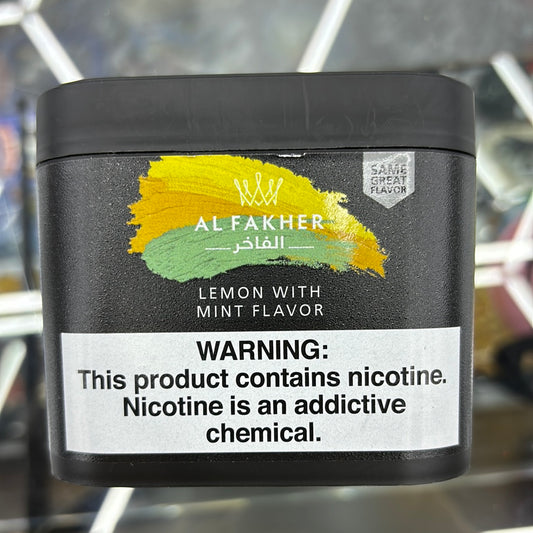 SAME
GREAT
FLAVOR
AL FAKHER
الفاخر
LEMON WITH
MINT FLAVOR
WARNING:
This product contains nicotine.
Nicotine is an addictive
chemical.